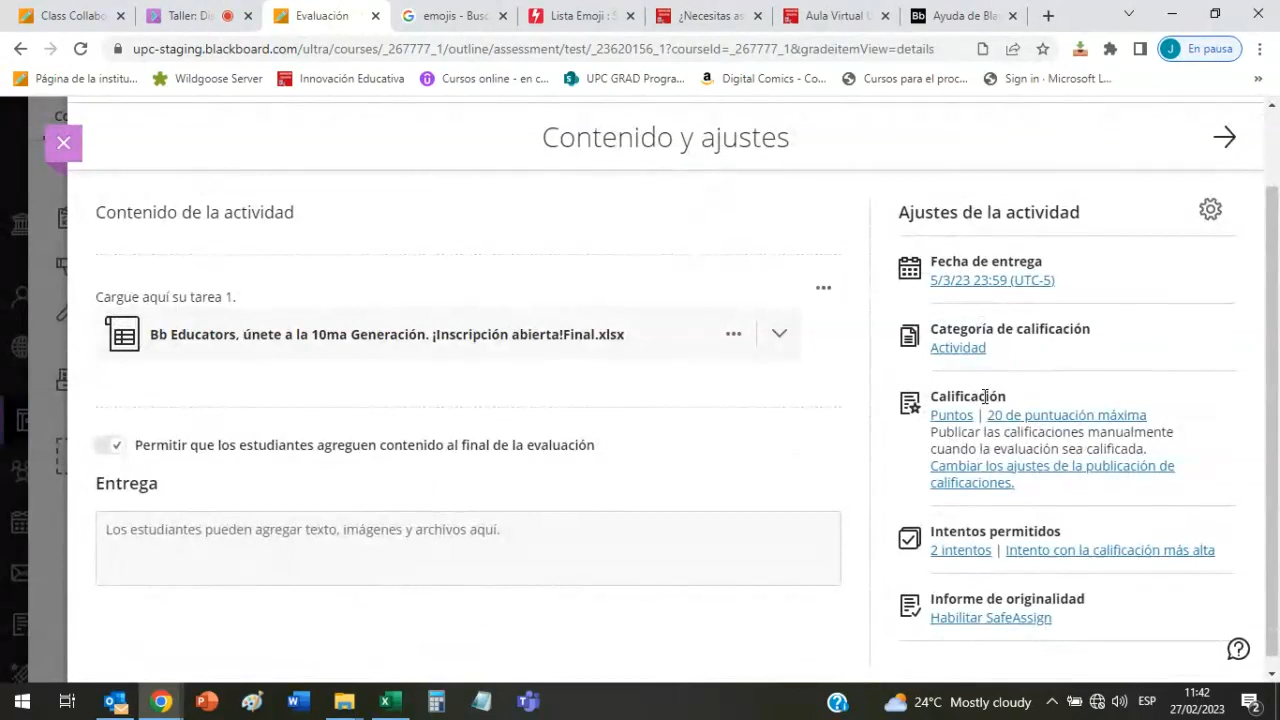 Class Collabo
Taller: D
Evaluación
emojis - Bus
Lista Emoji
¿Necesitas as
Aula Virtual
Ayuda de Bla
upc-staging.blackboard.com/ultra/courses/_267777_1/outline/assessment/test/_23620156_1?courseId=_267777_1&gradeitemView=details
J En pausa
Página de la institu...
Wildgoose Server
Innovación Educativa
Cursos online - en c...
UPC GRAD Progra...
Digital Comics - Co...
Cursos para el proc...
Sign in · Microsoft L...
Contenido y ajustes
Contenido de la actividad
Cargue aquí su tarea 1.
Bb Educators, únete a la 10ma Generación. ¡Inscripción abierta!Final.xlsx
Permitir que los estudiantes agreguen contenido al final de la evaluación
Entrega
Los estudiantes pueden agregar texto, imágenes y archivos aquí.
Ajustes de la actividad
Fecha de entrega
5/3/23 23:59 (UTC-5)
Categoría de calificación
Actividad
Calificación
Puntos | 20 de puntuación máxima
Publicar las calificaciones manualmente
cuando la evaluación sea calificada.
Cambiar los ajustes de la publicación de
calificaciones.
Intentos permitidos
2 intentos | Intento con la calificación más alta
Informe de originalidad
Habilitar SafeAssign
24°C Mostly cloudy
ESP
11:42
27/02/2023
2